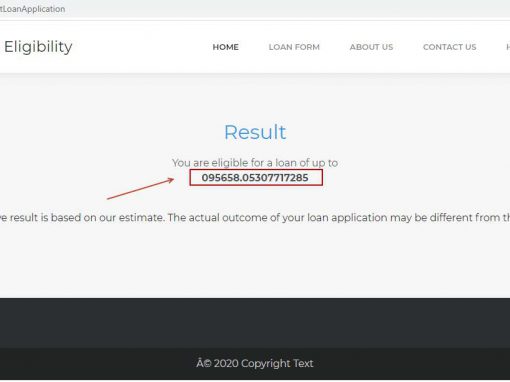 tLoanApplication
Eligibility HOME LOAN FORM ABOUT US CONTACT US H
Result
You are eligible for a loan of up to
095658.05307717285
ve result is based on our estimate. The actual outcome of your loan application may be different from th
Â© 2020 Copyright Text